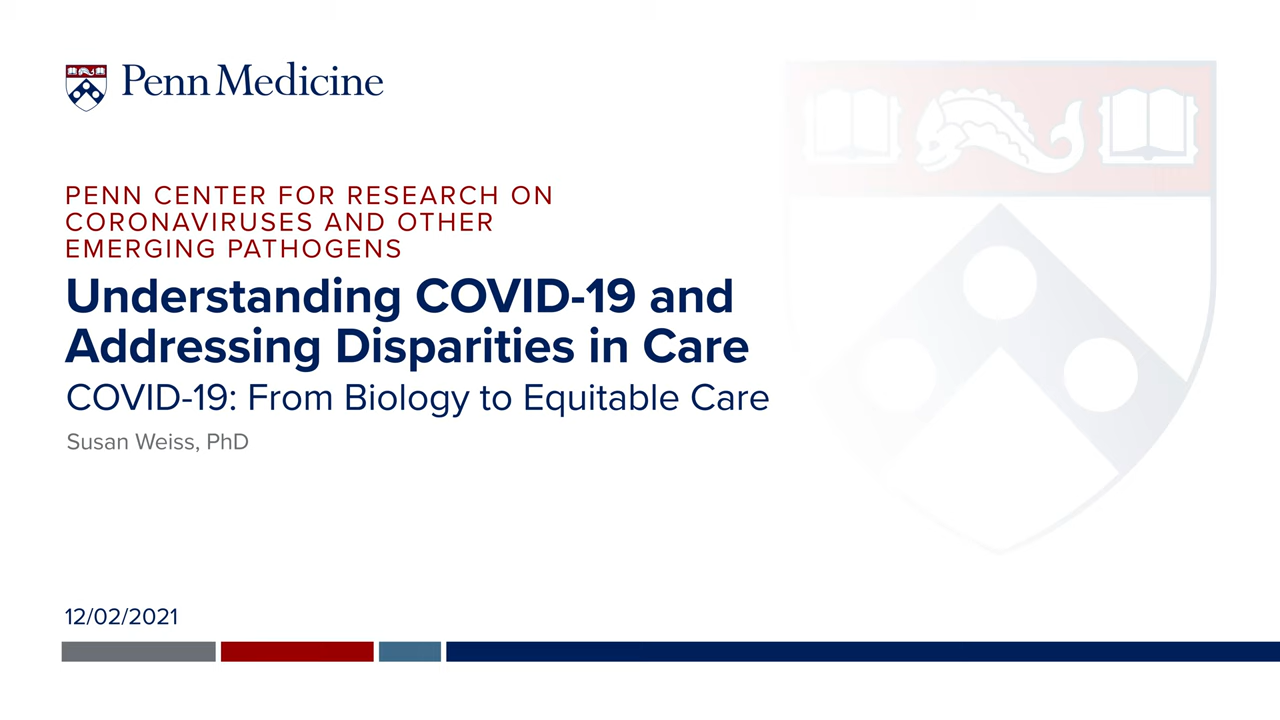 Penn Medicine
PENN CENTER FOR RESEARCH ON
CORONAVIRUSES AND OTHER
EMERGING PATHOGENS
Understanding COVID-19 and
Addressing Disparities in Care
COVID-19: From Biology to Equitable Care
Susan Weiss, PhD
12/02/2021